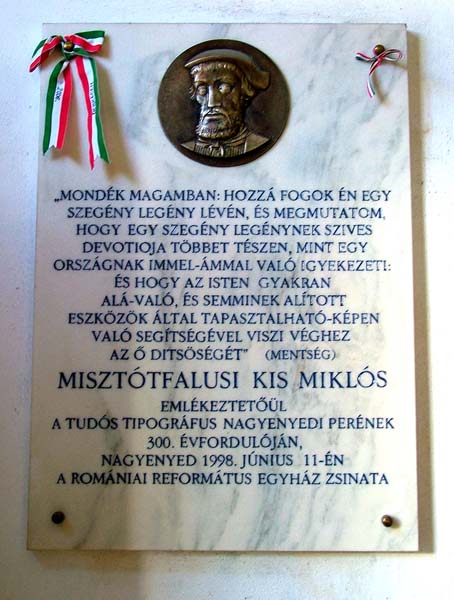 „MONDÉK MAGAMBAN: HOZZÁ FOGOK ÉN EGY
SZEGÉNY LEGÉNY LÉVÉN, ÉS MEGMUTATOM,
HOGY EGY SZEGÉNY LEGÉNYNEK SZIVES
DEVOTIOJA TÖBBET TÉSZEN, MINT EGY
ORSZÁGNAK IMMEL-ÁMMAL VALÓ IGYEKEZETI:
ÉS HOGY AZ ISTEN GYAKRAN
ALÁ-VALÓ, ÉS SEMMINEK ALÍTOTT
ESZKÖZÖK ÁLTAL TAPASZTALHATÓ-KÉPEN
VALÓ SEGÍTSÉGÉVEL VISZI VÉGHEZ
AZ Ő DITSÖSÉGÉT" (MENTSÉG)
MISZTÓTFALUSI KIS MIKLÓS
EMLÉKEZTETŐÜL
A TUDÓS TIPOGRÁFUS NAGYENYEDI PERÉNEK
300. ÉVFORDULÓJÁN,
NAGYENYED 1998. JÚNIUS 11-ÉN
A ROMÁNIAI REFORMÁTUS EGYHÁZ ZSINATA